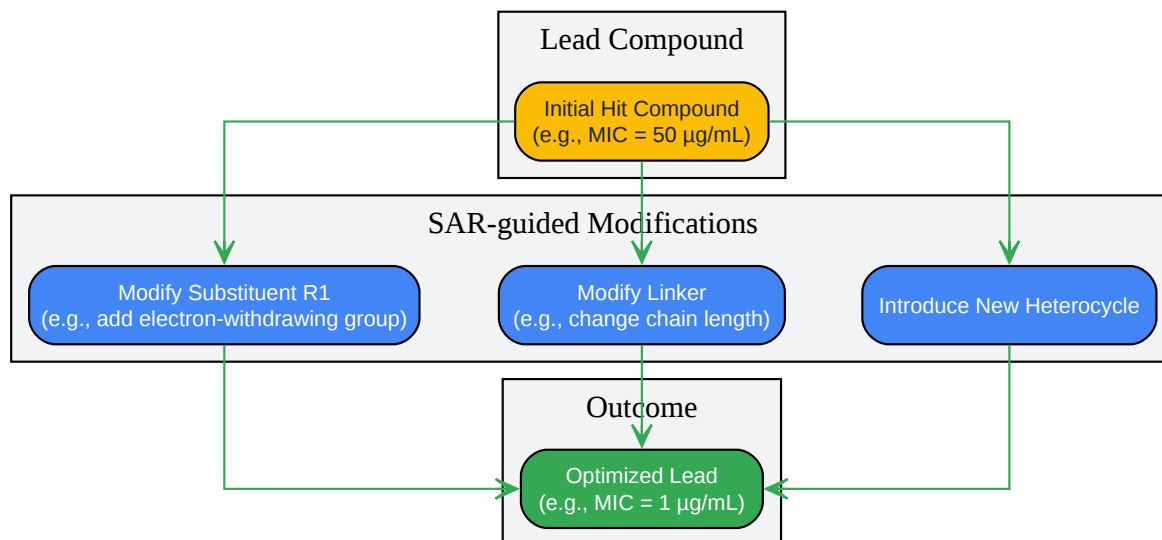 Lead Compound
Initial Hit Compound
(e.g., MIC = 50 µg/mL)
SAR-guided Modifications
Modify Substituent R1
(e.g., add electron-withdrawing group)
Modify Linker
(e.g., change chain length)
Introduce New Heterocycle
Outcome
Optimized Lead
(e.g., MIC = 1 µg/mL)